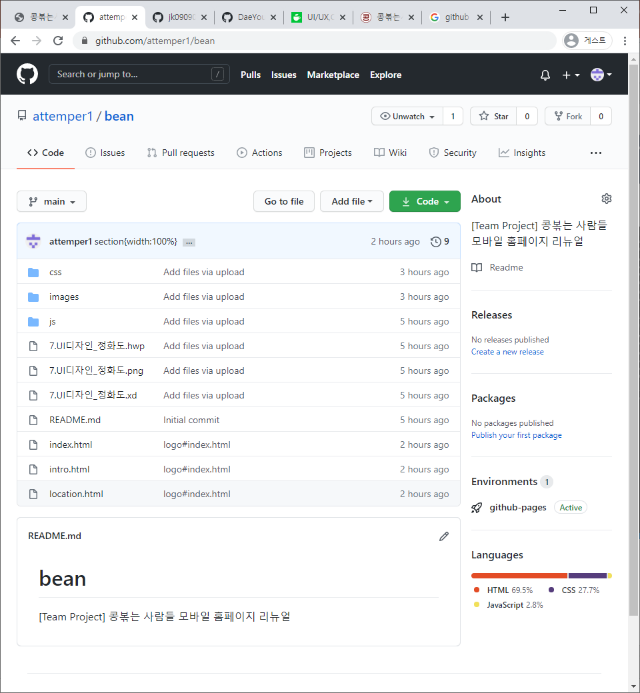 콩볶는
attemper
jk0909
DaeYou
UI/UX,
콩볶는
github
github.com/attemper1/bean
게스트
Search or jump to...
/
Pulls
Issues
Marketplace
Explore
attemper1 / bean
Unwatch
1
Star
0
Fork
0
Code
Issues
Pull requests
Actions
Projects
Wiki
Security
Insights
main
Go to file
Add file
Code
attemper1 section{width:100%}
2 hours ago
9
css
Add files via upload
3 hours ago
images
Add files via upload
3 hours ago
js
Add files via upload
5 hours ago
7.UI디자인_정화도.hwp
Add files via upload
5 hours ago
7.UI디자인_정화도.png
Add files via upload
5 hours ago
7.UI디자인_정화도.xd
Add files via upload
5 hours ago
README.md
Initial commit
5 hours ago
index.html
logo#index.html
2 hours ago
intro.html
logo#index.html
2 hours ago
location.html
logo#index.html
2 hours ago
README.md
bean
[Team Project] 콩볶는 사람들 모바일 홈페이지 리뉴얼
About
[Team Project] 콩볶는 사람들
모바일 홈페이지 리뉴얼
Readme
Releases
No releases published
Create a new release
Packages
No packages published
Publish your first package
Environments 1
github-pages
Active
Languages
HTML 69.5%
CSS 27.7%
JavaScript 2.8%